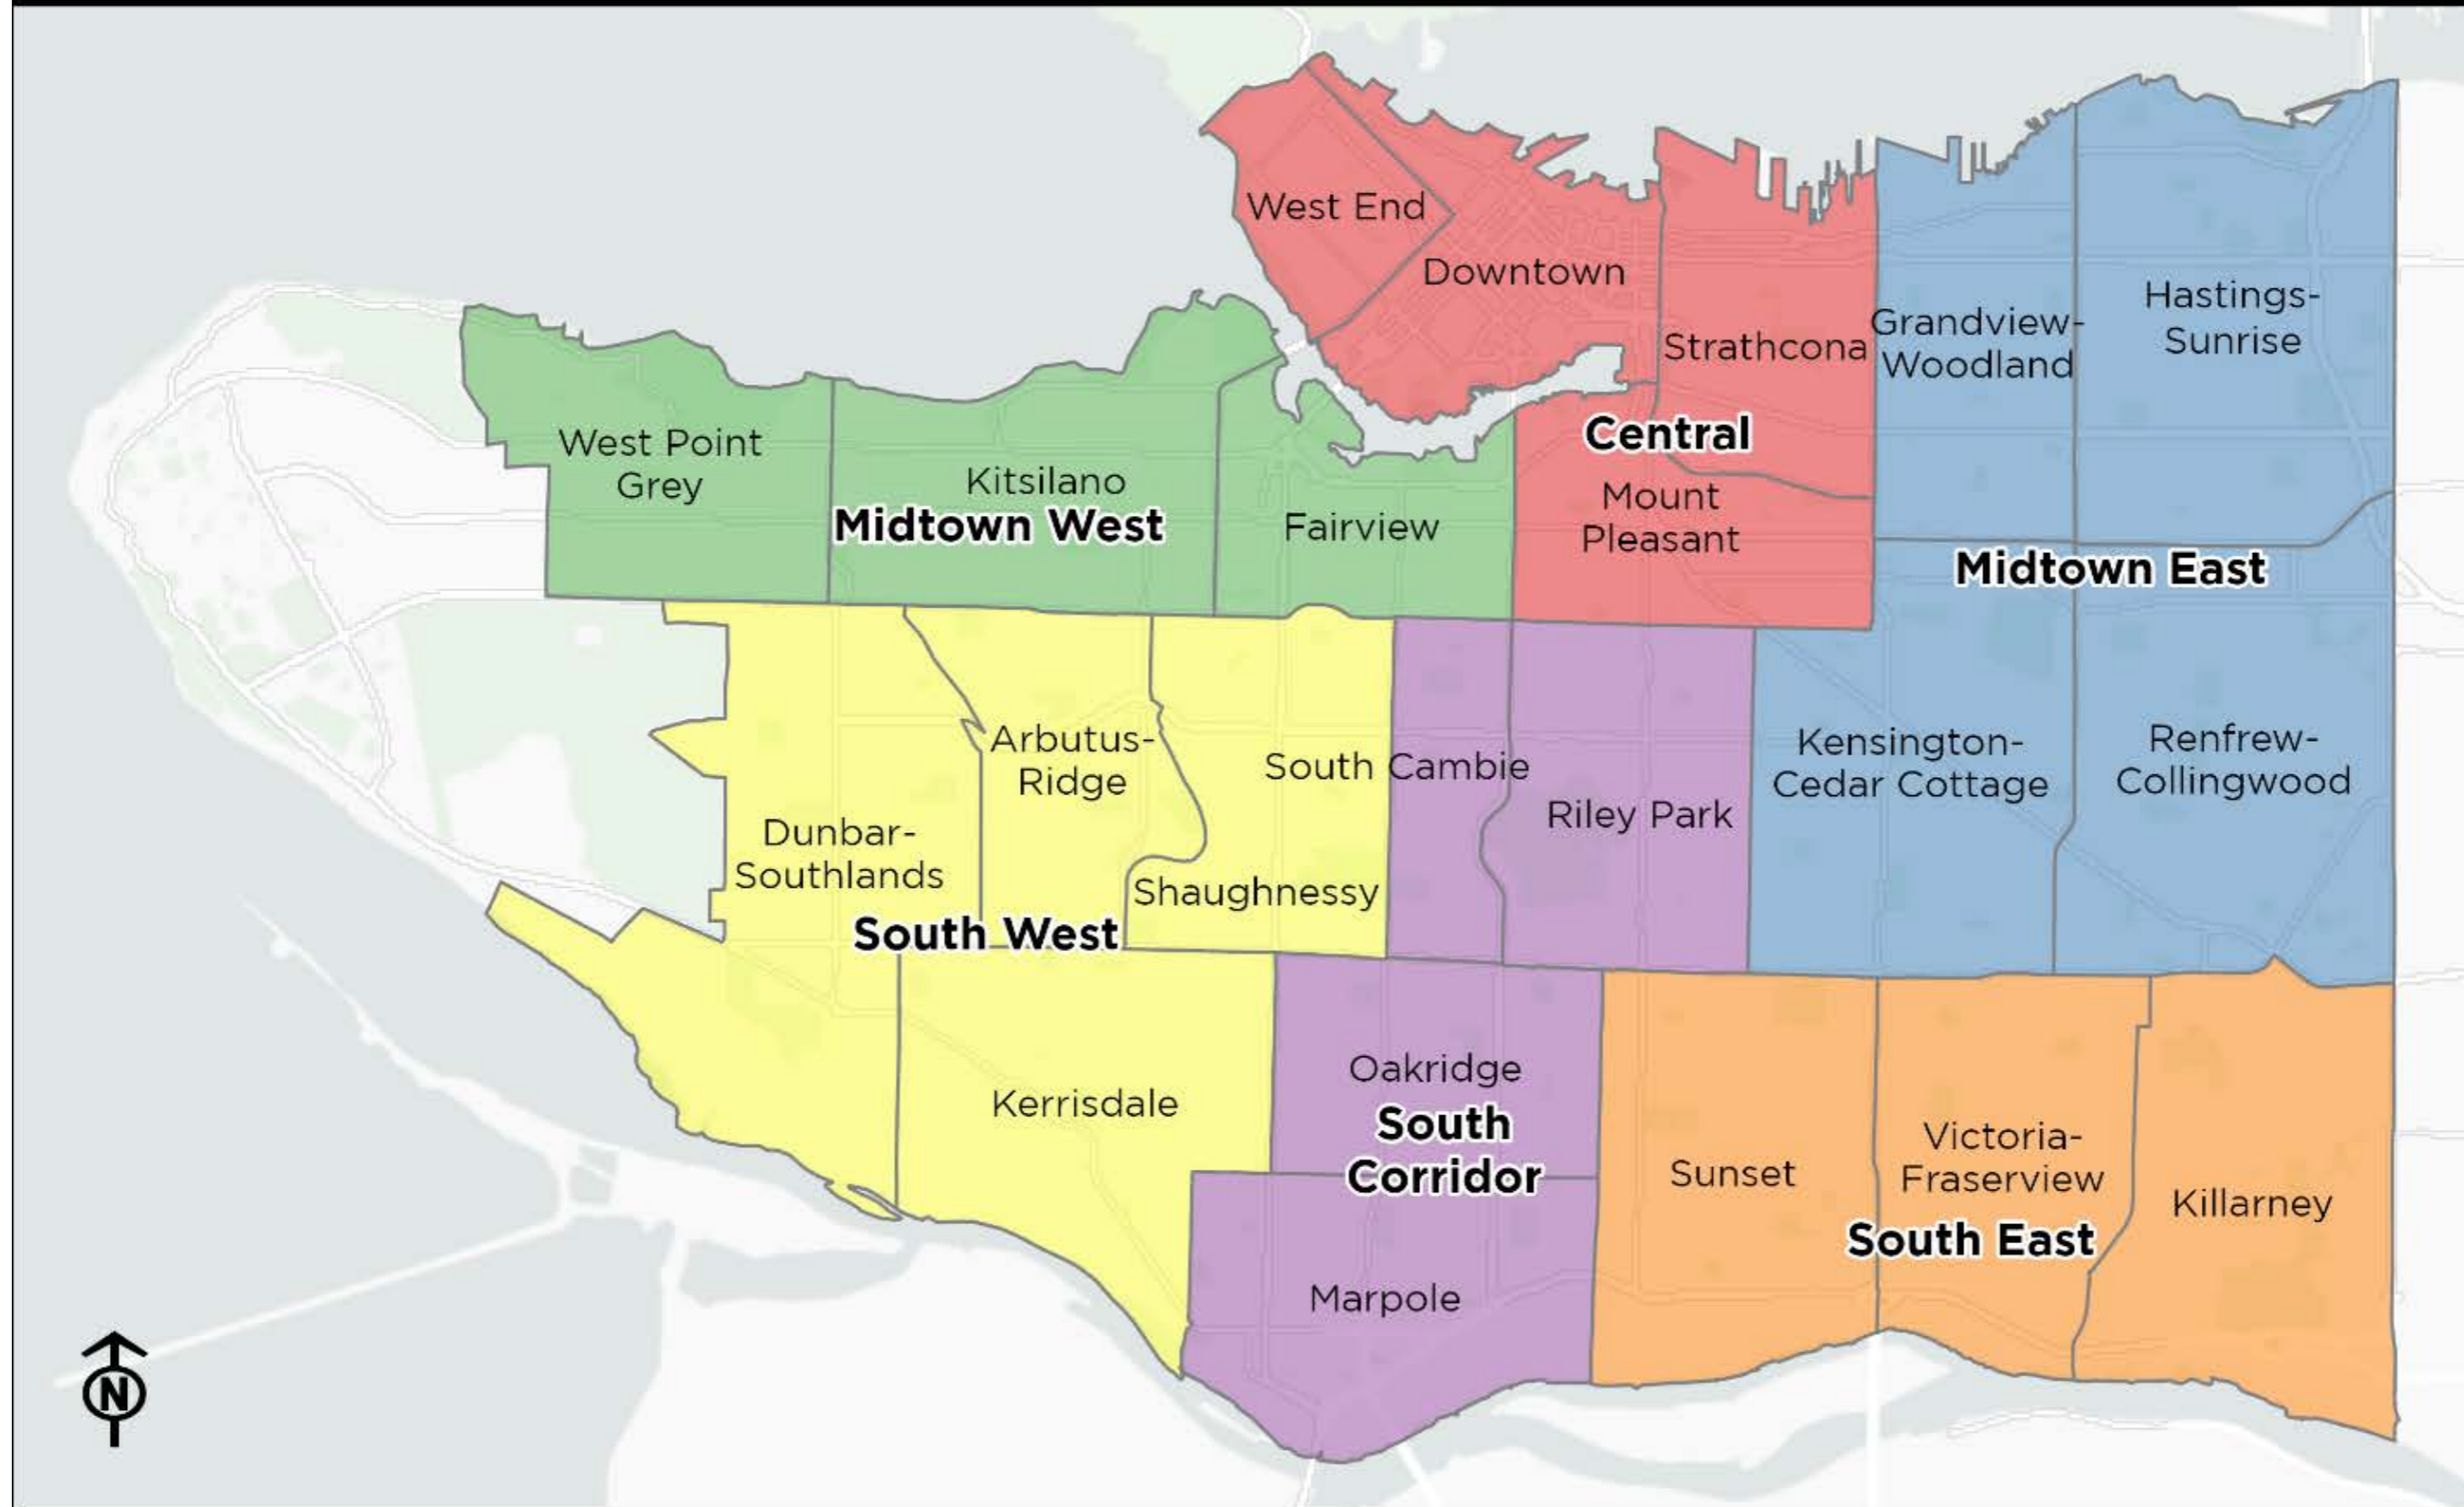 West End
Downtown
Strathcona
Grandview-
Woodland
Hastings-
Sunrise
Central
Mount
Pleasant
West Point
Grey
Kitsilano
Midtown West
Fairview
Midtown East
Arbutus-
Ridge
South Cambie
Riley Park
Kensington-
Cedar Cottage
Renfrew-
Collingwood
Dunbar-
Southlands
Shaughnessy
South West
Kerrisdale
Oakridge
South
Corridor
Marpole
Sunset
Victoria-
Fraserview
South East
Killarney
N